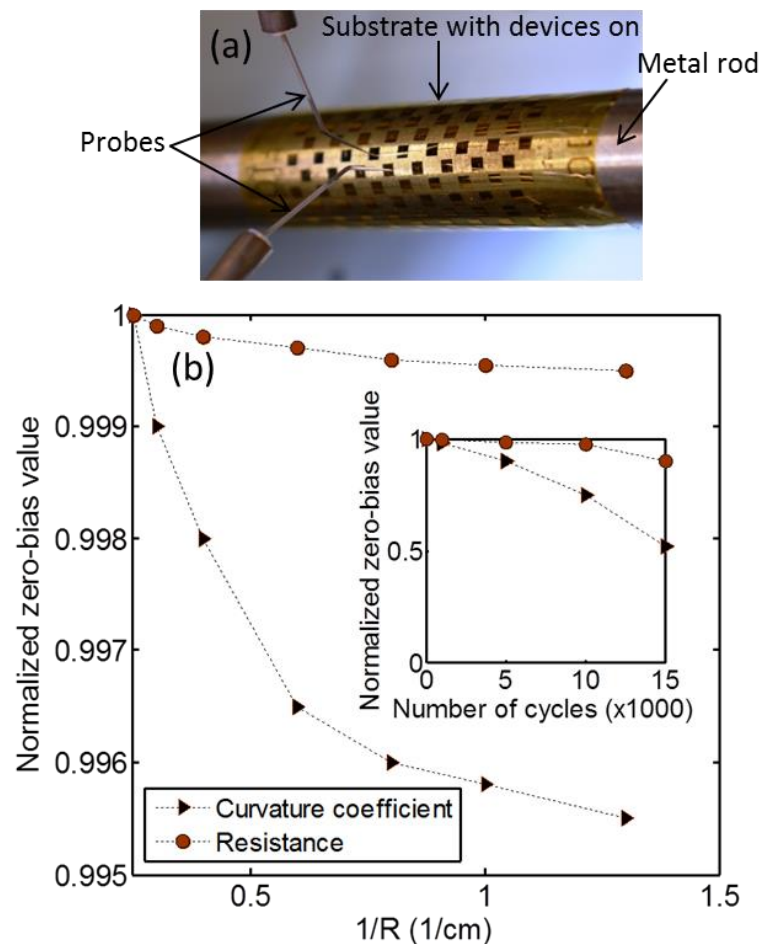 (a)
Substrate with devices on
Metal rod
Probes
(b)
Normalized zero-bias value
1
0.999
0.998
0.997
0.996
0.995
0.5
1
1.5
1/R (1/cm)
Curvature coefficient
Resistance
Normalized zero-bias value
1
0.5
0
0
5
10
15
Number of cycles (x1000)